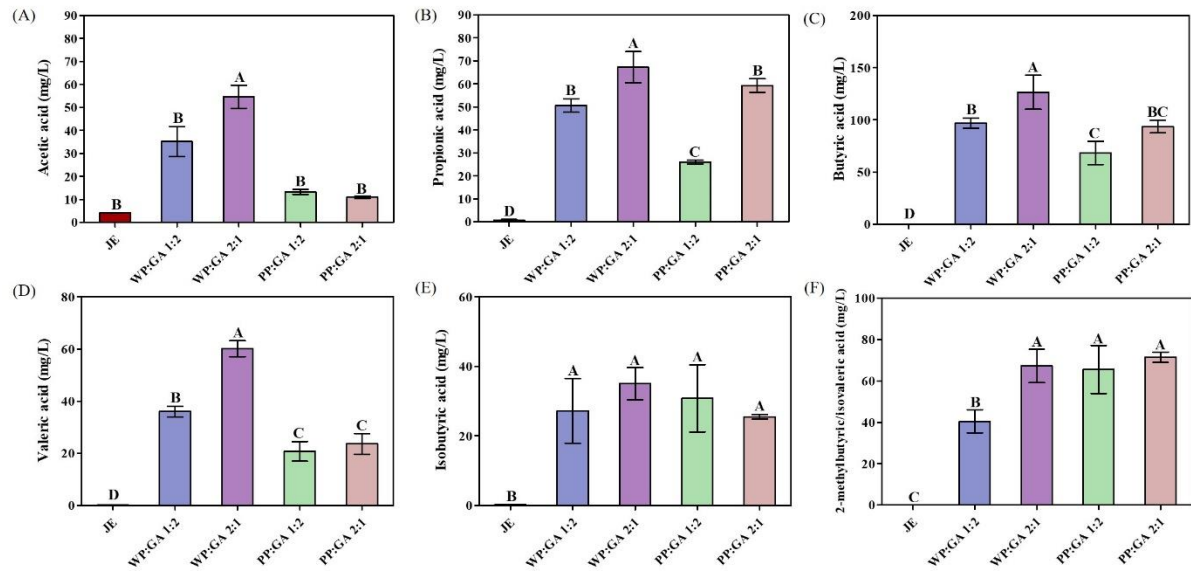 (A)
Acetic acid (mg/L)
90
80
70
60
50
40
30
20
10
0
B
B
A
B
B
JE
WP:GA 1:2
WP:GA 2:1
PP:GA 1:2
PP:GA 2:1
(B)
Propionic acid (mg/L)
90
80
70
60
50
40
30
20
10
0
D
B
A
C
B
JE
WP:GA 1:2
WP:GA 2:1
PP:GA 1:2
PP:GA 2:1
(C)
Butyric acid (mg/L)
200
150
100
50
0
D
B
A
C
BC
JE
WP:GA 1:2
WP:GA 2:1
PP:GA 1:2
PP:GA 2:1
(D)
Valeric acid (mg/L)
80
60
40
20
0
D
B
A
C
C
JE
WP:GA 1:2
WP:GA 2:1
PP:GA 1:2
PP:GA 2:1
(E)
Isobutyric acid (mg/L)
60
40
20
0
B
A
A
A
A
JE
WP:GA 1:2
WP:GA 2:1
PP:GA 1:2
PP:GA 2:1
(F)
2-methylbutyric/isovaleric acid (mg/L)
100
80
60
40
20
0
C
B
A
A
A
JE
WP:GA 1:2
WP:GA 2:1
PP:GA 1:2
PP:GA 2:1